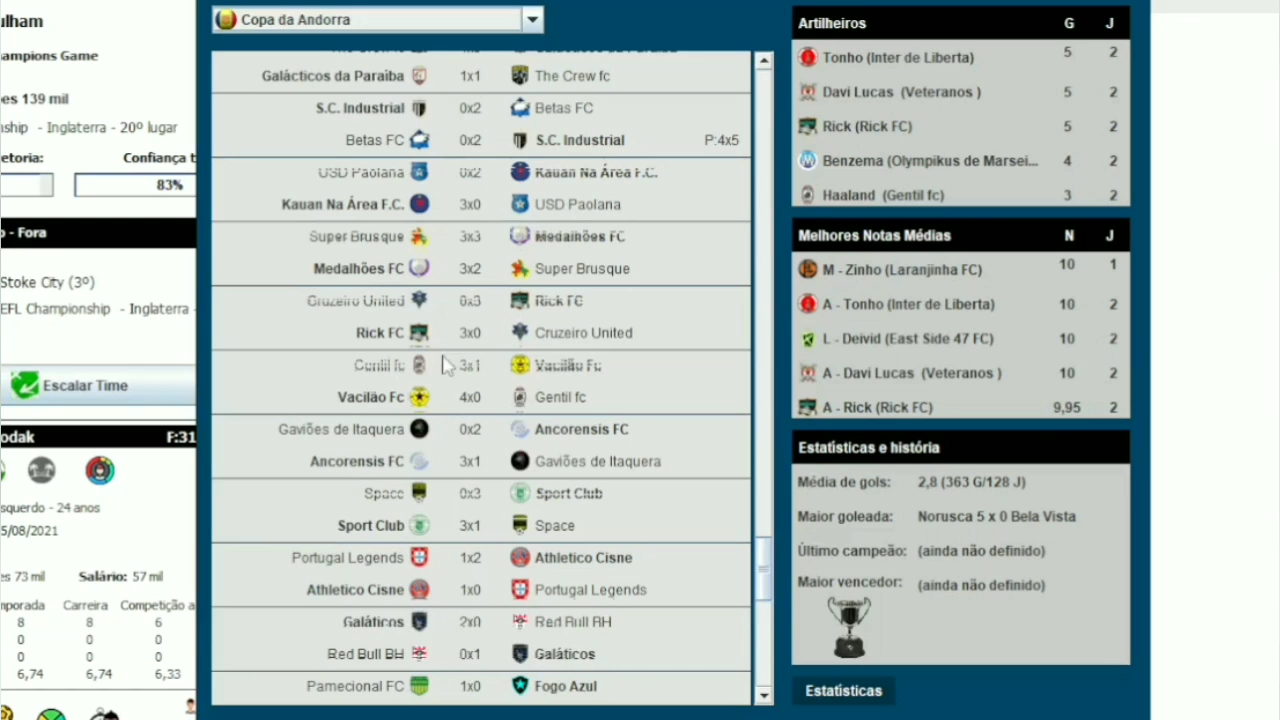 ulham
ampions Game
es 139 mil
ship - Inglaterra - 20º lugar
etoria: Confiança t
83%
o - Fora
Stoke City (3º)
EFL Championship - Inglaterra -
Escalar Time
odak F:31
squerdo - 24 anos
5/08/2021
es 73 mil Salário: 57 mil
mporada Carreira Competição a
8 8 6
0 0 0
0 0 0
6,74 6,74 6,33
Copa da Andorra
Galácticos da Paraíba 1x1 The Crew fc
S.C. Industrial 0x2 Betas FC
Betas FC 0x2 S.C. Industrial P:4x5
USD Paolana 0x2 Kauan Na Área F.C.
Kauan Na Área F.C. 3x0 USD Paolana
Super Brusque 3x3 Medalhões FC
Medalhões FC 3x2 Super Brusque
Cruzeiro United 0x3 Rick FC
Rick FC 3x0 Cruzeiro United
Gentil fc 3x1 Vacilão Fc
Vacilão Fc 4x0 Gentil fc
Gaviões de Itaquera 0x2 Ancorensis FC
Ancorensis FC 3x1 Gaviões de Itaquera
Space 0x3 Sport Club
Sport Club 3x1 Space
Portugal Legends 1x2 Athletico Cisne
Athletico Cisne 1x0 Portugal Legends
Galáticos 2x0 Red Bull BH
Red Bull BH 0x1 Galáticos
Pamecional FC 1x0 Fogo Azul
Artilheiros G J
Tonho (Inter de Liberta) 5 2
Davi Lucas (Veteranos ) 5 2
Rick (Rick FC) 5 2
Benzema (Olympikus de Marsei... 4 2
Haaland (Gentil fc) 3 2
Melhores Notas Médias N J
M - Zinho (Laranjinha FC) 10 1
A - Tonho (Inter de Liberta) 10 2
L - Deivid (East Side 47 FC) 10 2
A - Davi Lucas (Veteranos ) 10 2
A - Rick (Rick FC) 9,95 2
Estatísticas e história
Média de gols: 2,8 (363 G/128 J)
Maior goleada: Norusca 5 x 0 Bela Vista
Último campeão: (ainda não definido)
Maior vencedor: (ainda não definido)
Estatísticas